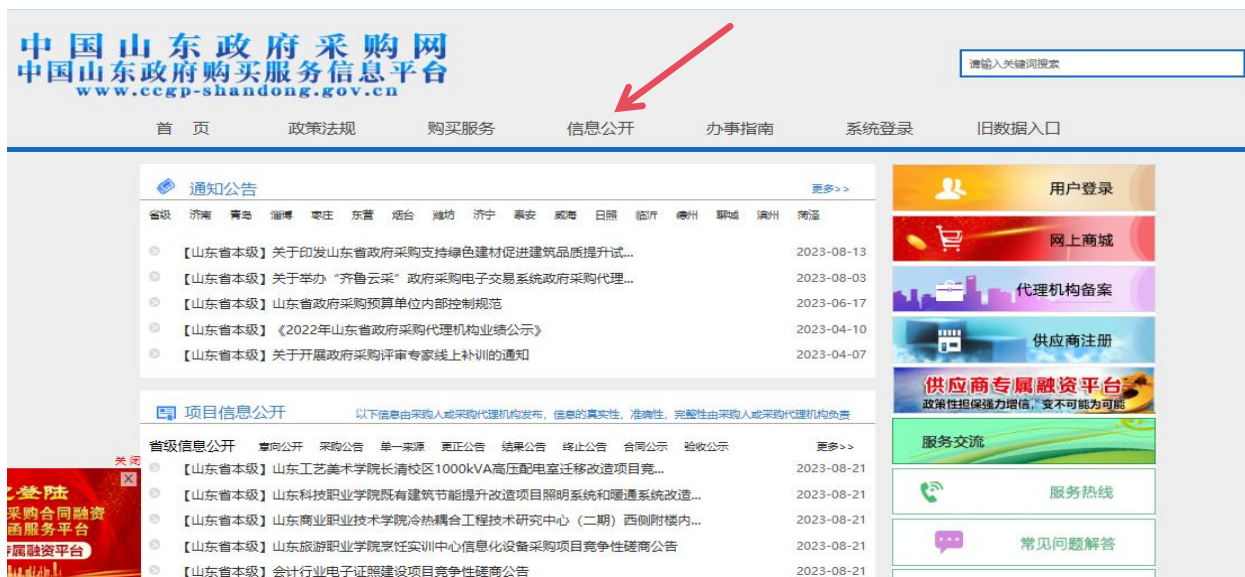 中国山东政府采购网
中国山东政府购买服务信息平台
www.ccgp-shandong.gov.cn
请输入关键词搜索
首 页 政策法规 购买服务 信息公开 办事指南 系统登录 旧数据入口
通知公告 更多>>
省级 济南 青岛 淄博 枣庄 东营 烟台 潍坊 济宁 泰安 威海 日照 临沂 德州 聊城 滨州 菏泽
【山东省本级】关于印发山东省政府采购支持绿色建材促进建筑品质提升试... 2023-08-13
【山东省本级】关于举办“齐鲁云采”政府采购电子交易系统政府采购代理... 2023-08-03
【山东省本级】山东省政府采购预算单位内部控制规范 2023-06-17
【山东省本级】《2022年山东省政府采购代理机构业绩公示》 2023-04-10
【山东省本级】关于开展政府采购评审专家线上补训的通知 2023-04-07
项目信息公开 以下信息由采购人或采购代理机构发布，信息的真实性，准确性，完整性由采购人或采购代理机构负责
省级信息公开 意向公开 采购公告 单一来源 更正公告 结果公告 终止公告 合同公示 验收公示 更多>>
【山东省本级】山东工艺美术学院长清校区1000kVA高压配电室迁移改造项目竞... 2023-08-21
【山东省本级】山东科技职业学院既有建筑节能提升改造项目照明系统和暖通系统改造... 2023-08-21
【山东省本级】山东商业职业技术学院冷热耦合工程技术研究中心（二期）西侧附楼内... 2023-08-21
【山东省本级】山东旅游职业学院烹饪实训中心信息化设备采购项目竞争性磋商公告 2023-08-21
【山东省本级】会计行业电子证照建设项目竞争性磋商公告 2023-08-21
用户登录
网上商城
代理机构备案
供应商注册
供应商专属融资平台
政策性担保强力增信，变不可能为可能
服务交流
服务热线
常见问题解答
关闭
登陆
采购合同融资
函服务平台
专属融资平台